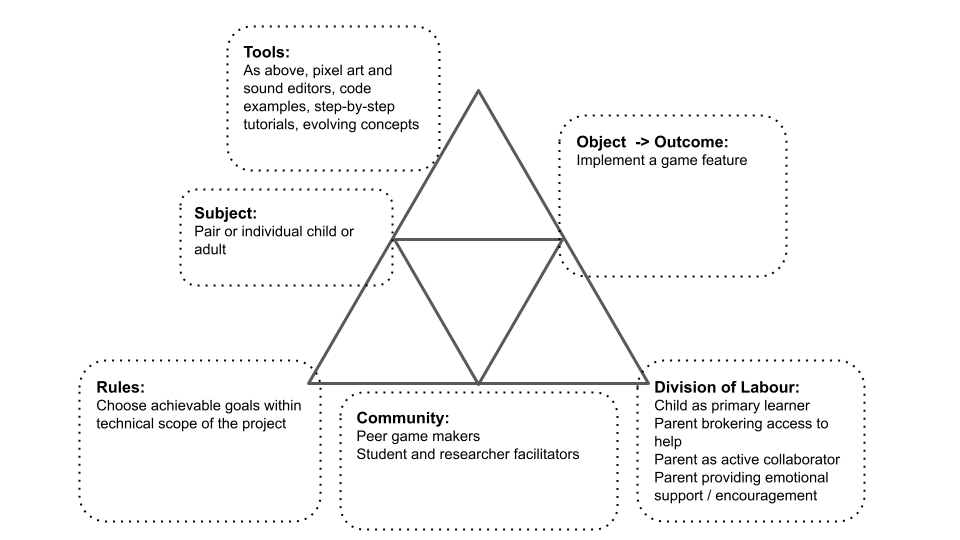 Tools:
As above, pixel art and
sound editors, code
examples, step-by-step
tutorials, evolving concepts
Object -> Outcome:
Implement a game feature
Subject:
Pair or individual child or
adult
Rules:
Choose achievable goals within
technical scope of the project
Community:
Peer game makers
Student and researcher facilitators
Division of Labour:
Child as primary learner
Parent brokering access to
help
Parent as active collaborator
Parent providing emotional
support / encouragement